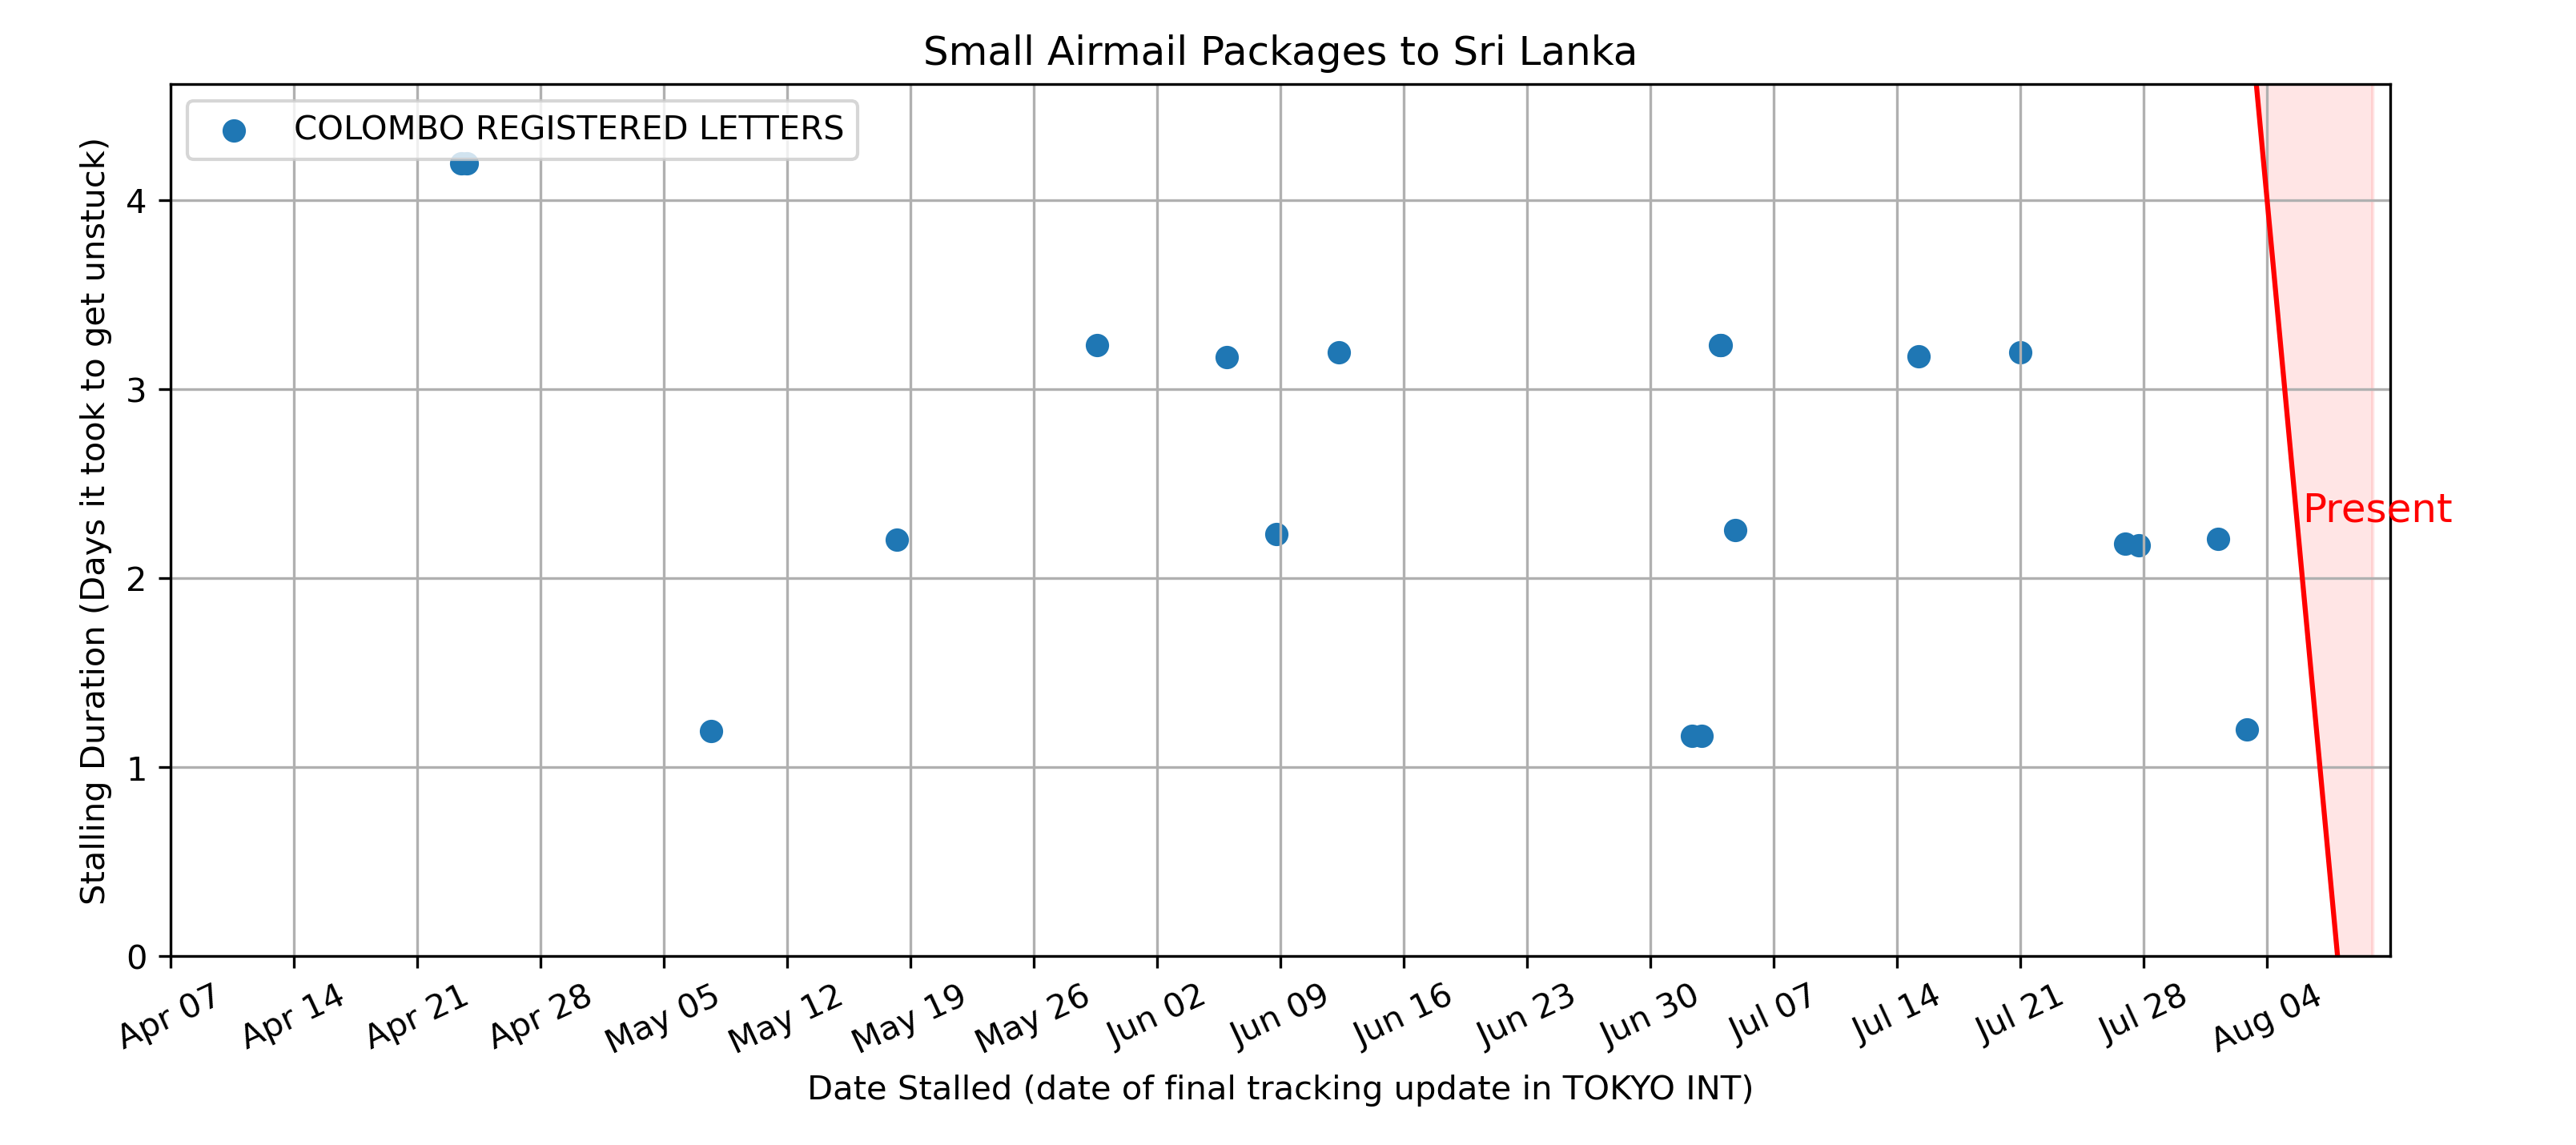 Small Airmail Packages to Sri Lanka
COLOMBO REGISTERED LETTERS
Stalling Duration (Days it took to get unstuck)
4
3
2
1
0
Present
Apr 07
Apr 14
Apr 21
Apr 28
May 05
May 12
May 19
May 26
Jun 02
Jun 09
Jun 16
Jun 23
Jun 30
Jul 07
Jul 14
Jul 21
Jul 28
Aug 04
Date Stalled (date of final tracking update in TOKYO INT)